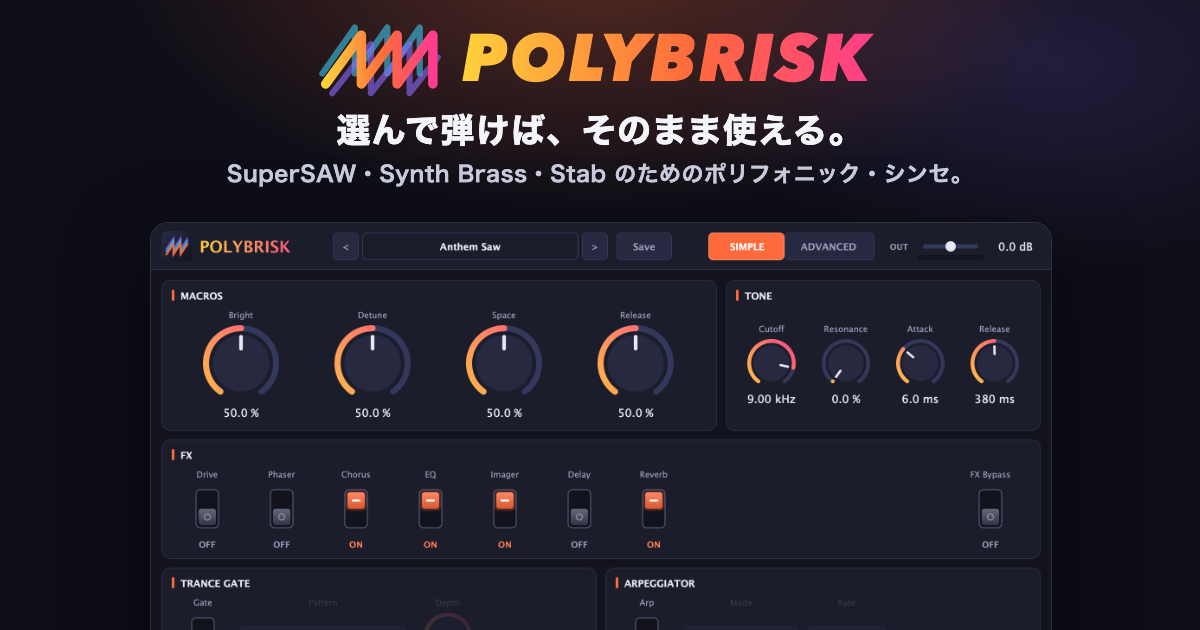 POLYBRISK
選んで弾けば、そのまま使える。
SuperSAW・Synth Brass・Stab のためのポリフォニック・シンセ。
POLYBRISK < Anthem Saw > Save SIMPLE ADVANCED OUT 0.0 dB
MACROS
Bright Detune Space Release
50.0 % 50.0 % 50.0 % 50.0 %
TONE
Cutoff Resonance Attack Release
9.00 kHz 0.0 % 6.0 ms 380 ms
FX
Drive Phaser Chorus EQ Imager Delay Reverb FX Bypass
OFF OFF ON ON ON OFF ON OFF
TRANCE GATE
Gate Pattern Depth
ARPEGGIATOR
Arp Mode Rate